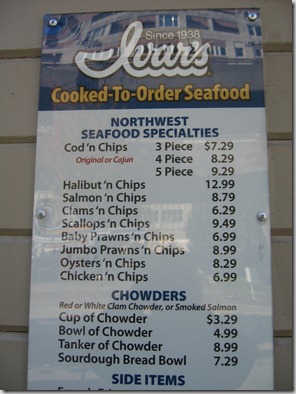 Since 1938
Ivar's
Cooked-To-Order Seafood
NORTHWEST
SEAFOOD SPECIALTIES
Cod 'n Chips 3 Piece $7.29
Original or Cajun 4 Piece 8.29
5 Piece 9.29
Halibut 'n Chips 12.99
Salmon 'n Chips 8.79
Clams 'n Chips 6.29
Scallops 'n Chips 9.49
Baby Prawns 'n Chips 6.99
Jumbo Prawns 'n Chips 8.99
Oysters 'n Chips 8.29
Chicken 'n Chips 6.99
CHOWDERS
Red or White Clam Chowder, or Smoked Salmon
Cup of Chowder $3.29
Bowl of Chowder 4.99
Tanker of Chowder 8.99
Sourdough Bread Bowl 7.29
SIDE ITEMS